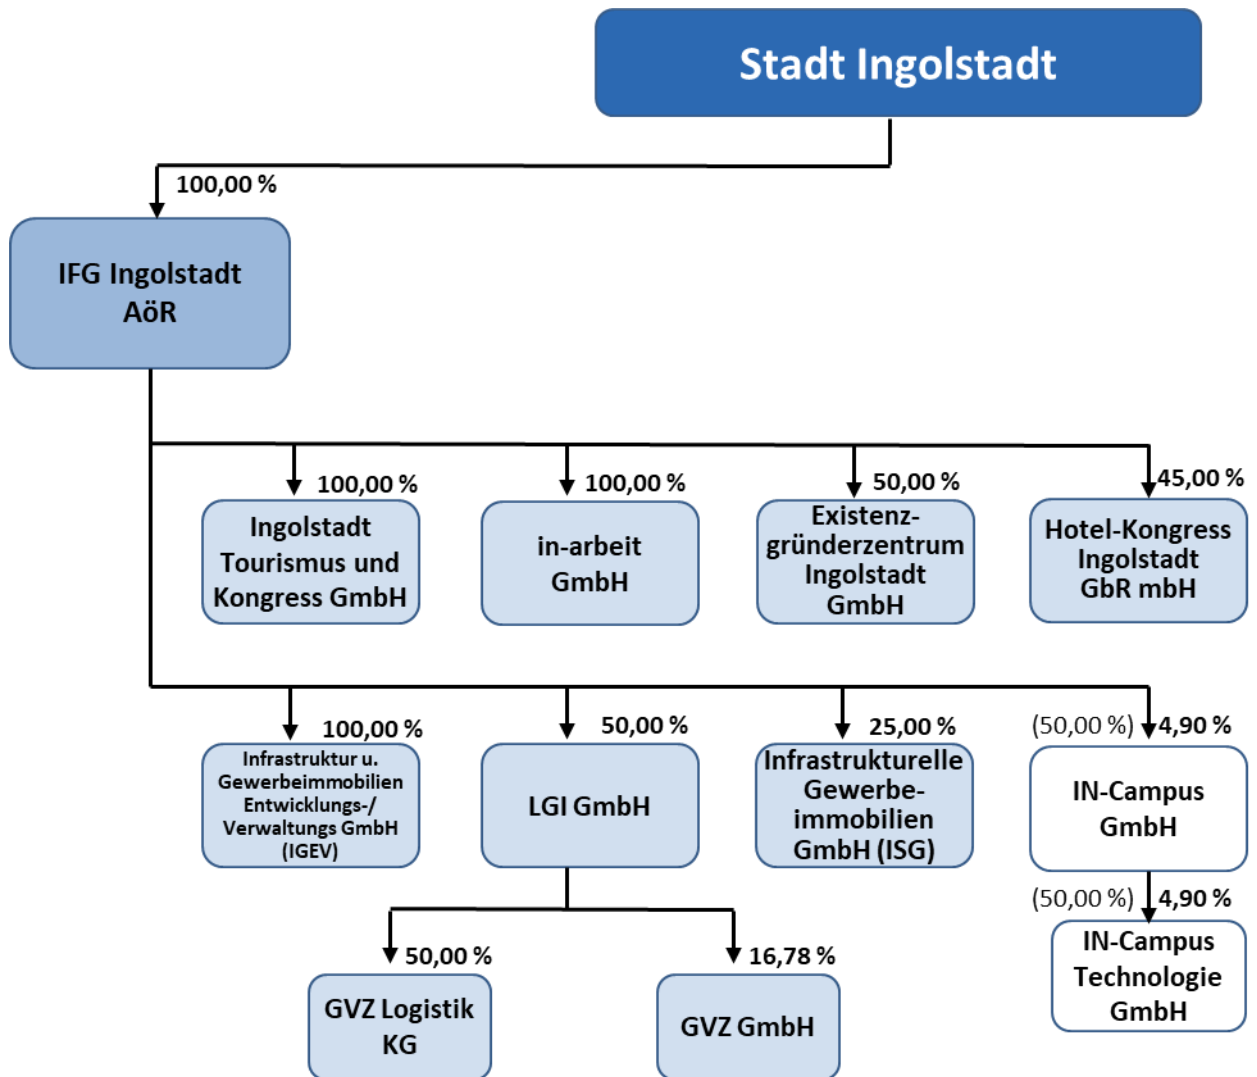 Stadt Ingolstadt
100,00 %
IFG Ingolstadt
AöR
100,00 %
Ingolstadt
Tourismus und
Kongress GmbH
100,00 %
in-arbeit
GmbH
50,00 %
Existenz-
gründerzentrum
Ingolstadt
GmbH
45,00 %
Hotel-Kongress
Ingolstadt
GbR mbH
100,00 %
Infrastruktur u.
Gewerbeimmobilien
Entwicklungs-/
Verwaltungs GmbH
(IGEV)
50,00 %
LGI GmbH
25,00 %
Infrastrukturelle
Gewerbe-
immobilien
GmbH (ISG)
(50,00 %) 4,90 %
IN-Campus
GmbH
(50,00 %) 4,90 %
IN-Campus
Technologie
GmbH
50,00 %
GVZ Logistik
KG
16,78 %
GVZ GmbH